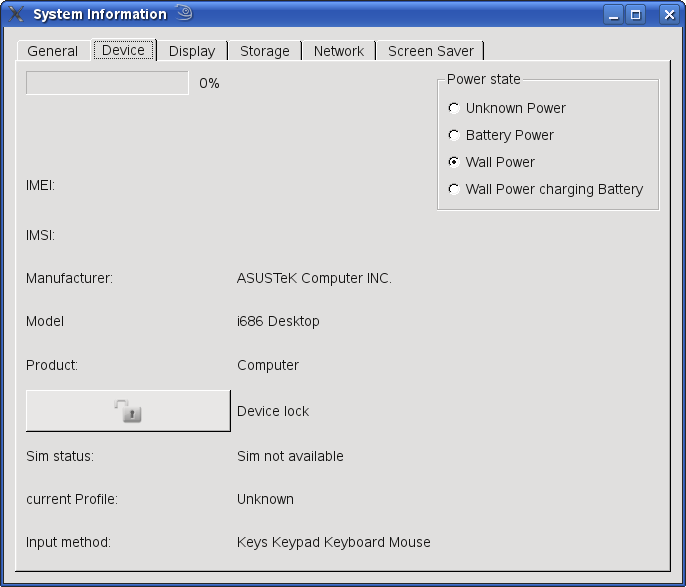 System Information
General Device Display Storage Network Screen Saver
0%
Power state
Unknown Power
Battery Power
Wall Power
Wall Power charging Battery
IMEI:
IMSI:
Manufacturer: ASUSTeK Computer INC.
Model i686 Desktop
Product: Computer
Device lock
Sim status: Sim not available
current Profile: Unknown
Input method: Keys Keypad Keyboard Mouse